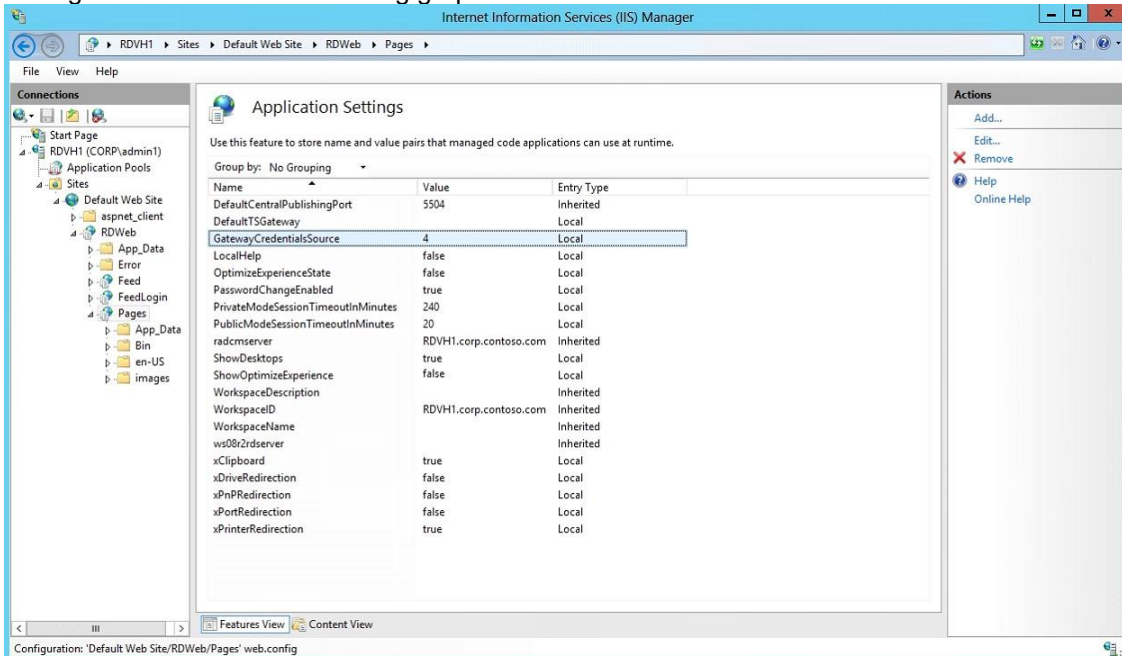 Internet Information Services (IIS) Manager
RDVH1 Sites Default Web Site RDWeb Pages
File View Help
Connections
Start Page
RDVH1 (CORP\admin1)
Application Pools
Sites
Default Web Site
aspnet_client
RDWeb
App_Data
Error
Feed
FeedLogin
Pages
App_Data
Bin
en-US
images
Application Settings
Use this feature to store name and value pairs that managed code applications can use at runtime.
Group by: No Grouping
Name Value Entry Type
DefaultCentralPublishingPort 5504 Inherited
DefaultTSGateway Local
GatewayCredentialsSource 4 Local
LocalHelp false Local
OptimizeExperienceState false Local
PasswordChangeEnabled true Local
PrivateModeSessionTimeoutInMinutes 240 Local
PublicModeSessionTimeoutInMinutes 20 Local
radcmserver RDVH1.corp.contoso.com Inherited
ShowDesktops true Local
ShowOptimizeExperience false Local
WorkspaceDescription Inherited
WorkspaceID RDVH1.corp.contoso.com Inherited
WorkspaceName Inherited
ws08r2rdserver Inherited
xClipboard true Local
xDriveRedirection false Local
xPnPRedirection false Local
xPortRedirection false Local
xPrinterRedirection true Local
Features View Content View
Actions
Add...
Edit...
Remove
Help
Online Help
Configuration: 'Default Web Site/RDWeb/Pages' web.config